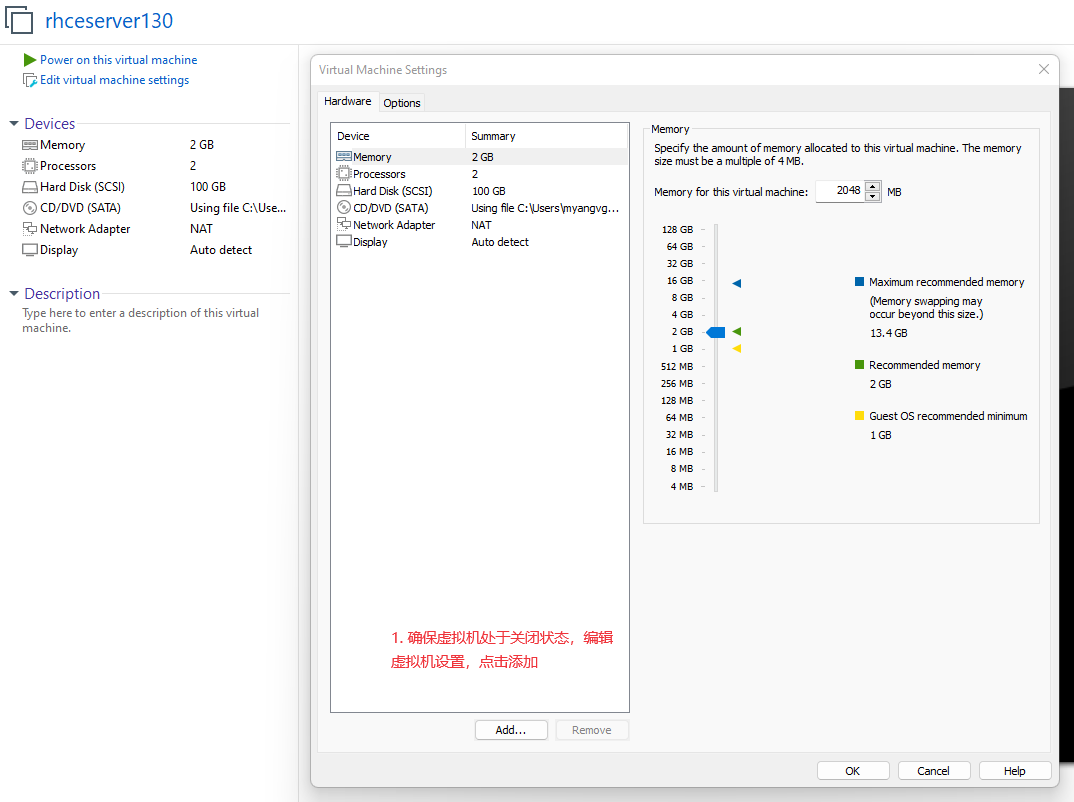 rhceserver130
Power on this virtual machine
Edit virtual machine settings
Devices
Memory 2 GB
Processors 2
Hard Disk (SCSI) 100 GB
CD/DVD (SATA) Using file C:\Use...
Network Adapter NAT
Display Auto detect
Description
Type here to enter a description of this virtual
machine.
Virtual Machine Settings
Hardware Options
Device Summary
Memory 2 GB
Processors 2
Hard Disk (SCSI) 100 GB
CD/DVD (SATA) Using file C:\Users\myangvg...
Network Adapter NAT
Display Auto detect
1. 确保虚拟机处于关闭状态，编辑
虚拟机设置，点击添加
Add... Remove
Memory
Specify the amount of memory allocated to this virtual machine. The memory
size must be a multiple of 4 MB.
Memory for this virtual machine: 2048 MB
128 GB
64 GB
32 GB
16 GB
8 GB
4 GB
2 GB
1 GB
512 MB
256 MB
128 MB
64 MB
32 MB
16 MB
8 MB
4 MB
Maximum recommended memory
(Memory swapping may
occur beyond this size.)
13.4 GB
Recommended memory
2 GB
Guest OS recommended minimum
1 GB
OK Cancel Help